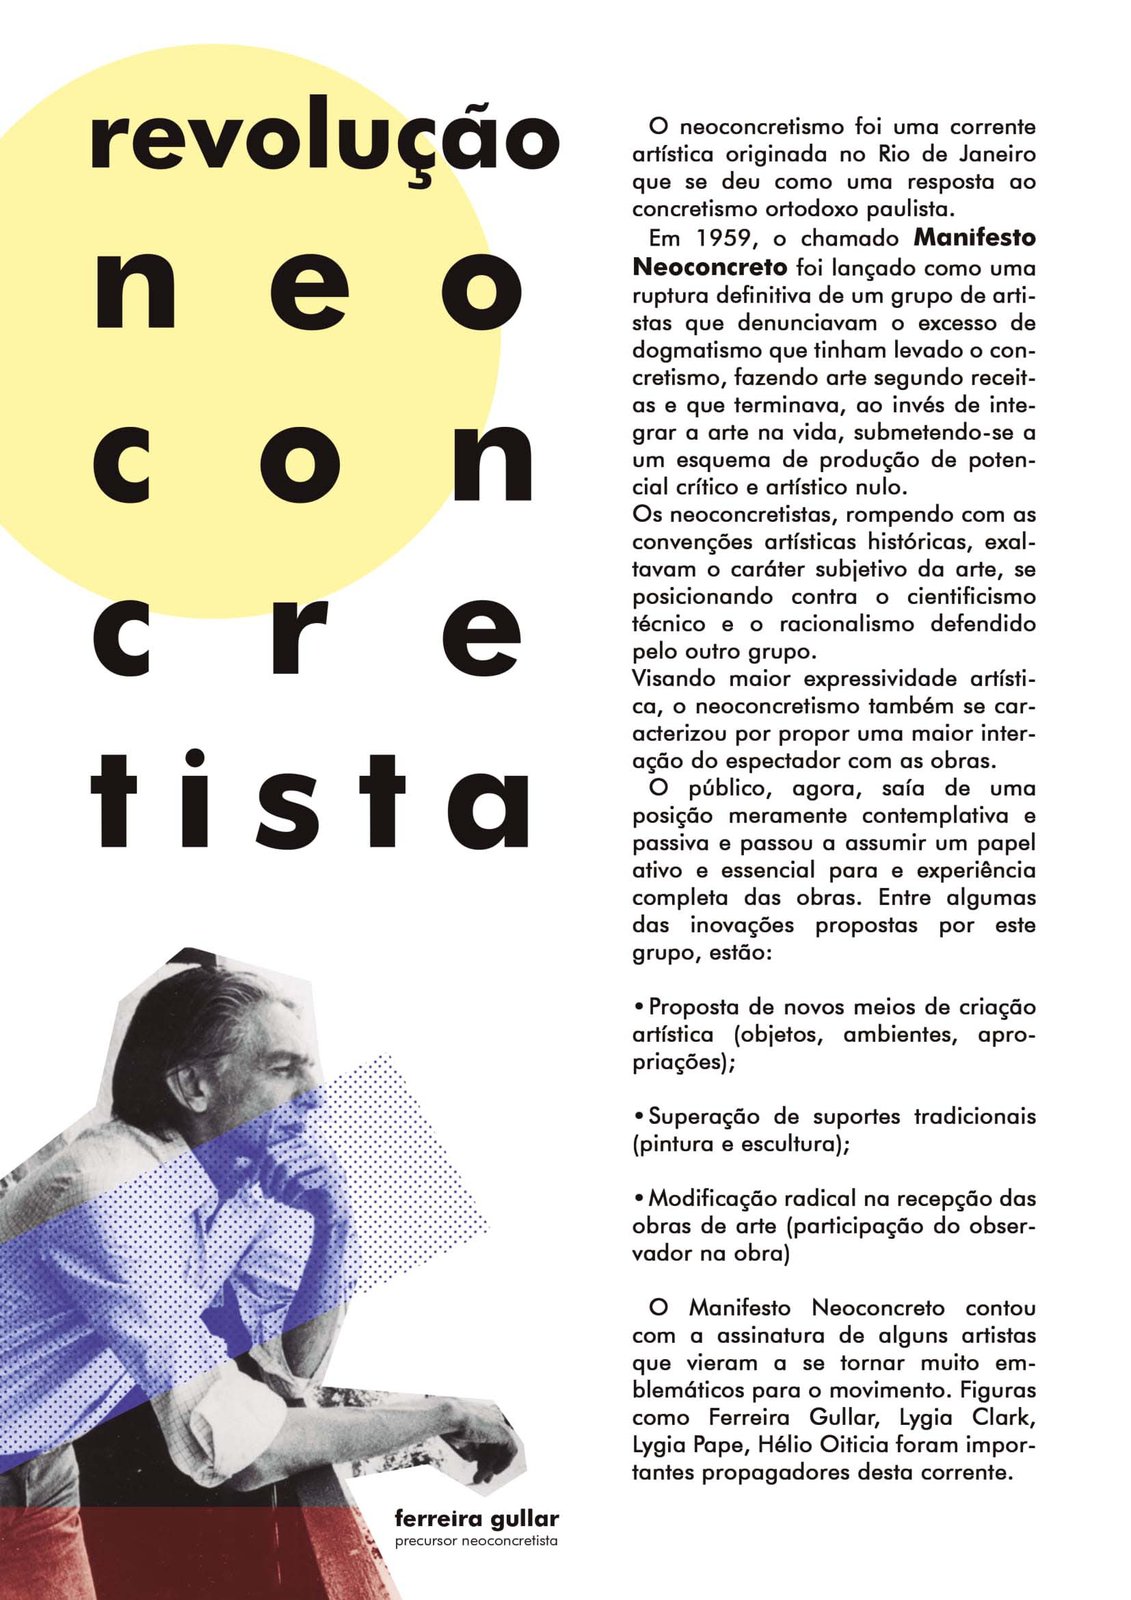 revolução
neo
con
cre
tista
O neoconcretismo foi uma corrente
artística originada no Rio de Janeiro
que se deu como uma resposta ao
concretismo ortodoxo paulista.
Em 1959, o chamado Manifesto
Neoconcreto foi lançado como uma
ruptura definitiva de um grupo de arti-
stas que denunciavam o excesso de
dogmatismo que tinham levado o con-
cretismo, fazendo arte segundo receit-
as e que terminava, ao invés de inte-
grar a arte na vida, submetendo-se a
um esquema de produção de poten-
cial crítico e artístico nulo.
Os neoconcretistas, rompendo com as
convenções artísticas históricas, exal-
tavam o caráter subjetivo da arte, se
posicionando contra o cientificismo
técnico e o racionalismo defendido
pelo outro grupo.
Visando maior expressividade artísti-
ca, o neoconcretismo também se car-
acterizou por propor uma maior inter-
ação do espectador com as obras.
O público, agora, saía de uma
posição meramente contemplativa e
passiva e passou a assumir um papel
ativo e essencial para e experiência
completa das obras. Entre algumas
das inovações propostas por este
grupo, estão:
•Proposta de novos meios de criação
artística (objetos, ambientes, apro-
priações);
•Superação de suportes tradicionais
(pintura e escultura);
•Modificação radical na recepção das
obras de arte (participação do obser-
vador na obra)
O Manifesto Neoconcreto contou
com a assinatura de alguns artistas
que vieram a se tornar muito em-
blemáticos para o movimento. Figuras
como Ferreira Gullar, Lygia Clark,
Lygia Pape, Hélio Oiticia foram impor-
tantes propagadores desta corrente.
ferreira gullar
precursor neoconcretista